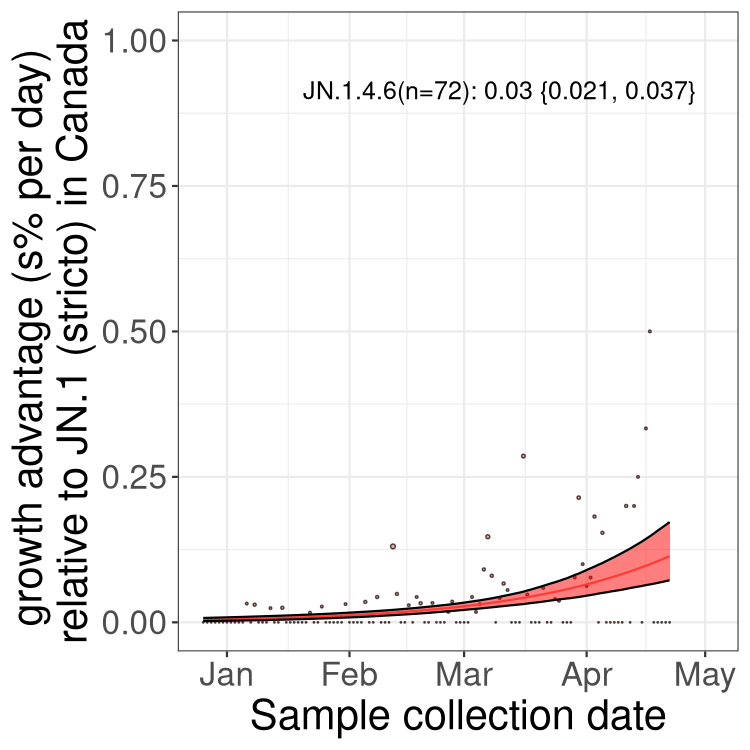 growth advantage (s% per day)
relative to JN.1 (stricto) in Canada
1.00
0.75
0.50
0.25
0.00
JN.1.4.6(n=72): 0.03 {0.021, 0.037}
Jan
Feb
Mar
Apr
May
Sample collection date